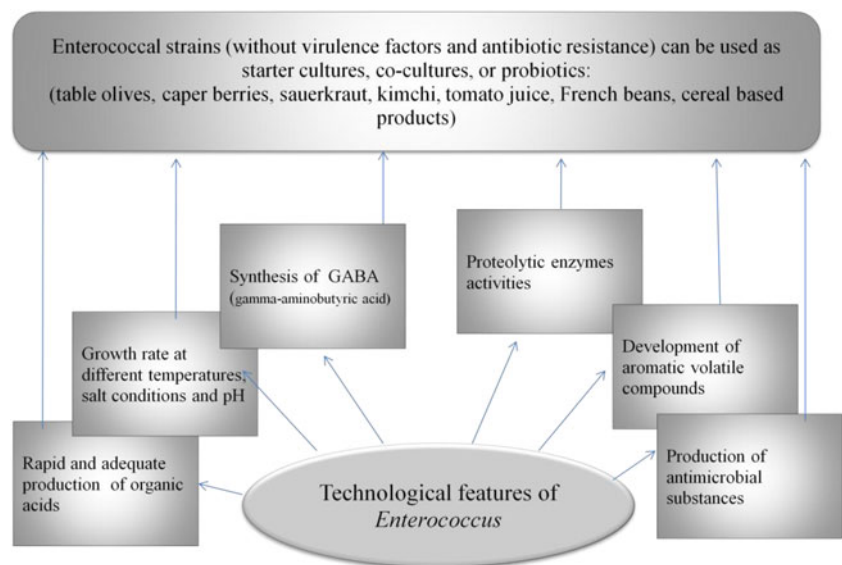 Enterococcal strains (without virulence factors and antibiotic resistance) can be used as
starter cultures, co-cultures, or probiotics:
(table olives, caper berries, sauerkraut, kimchi, tomato juice, French beans, cereal based
products)
Synthesis of GABA
(gamma-aminobutyric acid)
Proteolytic enzymes
activities
Growth rate at
different temperatures,
salt conditions and pH
Development of
aromatic volatile
compounds
Rapid and adequate
production of organic
acids
Production of
antimicrobial
substances
Technological features of
Enterococcus